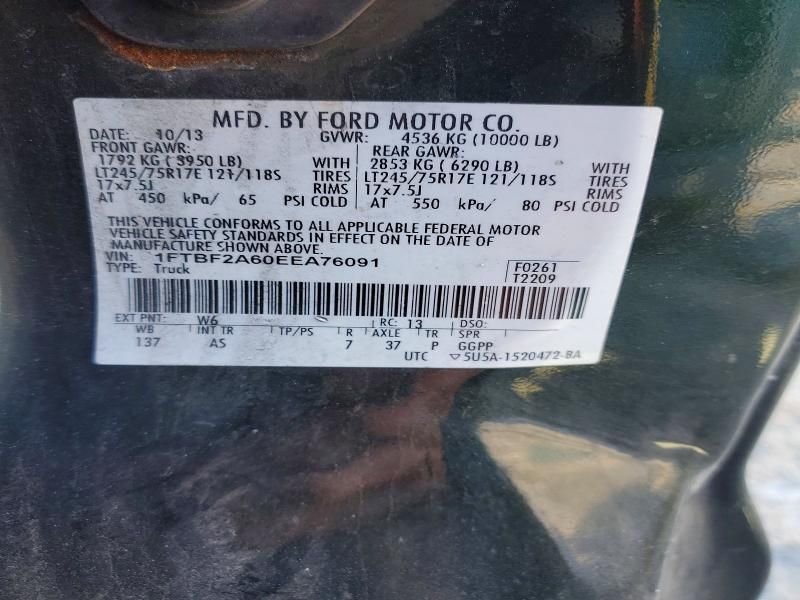 MFD. BY FORD MOTOR CO.
DATE: 10/13 GVWR: 4536 KG (10000 LB)
FRONT GAWR: REAR GAWR:
1792 KG ( 3950 LB) WITH 2853 KG ( 6290 LB) WITH
LT245/75R17E 121/118S TIRES LT245/75R17E 121/118S TIRES
17x7.5J RIMS 17x7.5J RIMS
AT 450 kPa/ 65 PSI COLD AT 550 kPa/ 80 PSI COLD
THIS VEHICLE CONFORMS TO ALL APPLICABLE FEDERAL MOTOR
VEHICLE SAFETY STANDARDS IN EFFECT ON THE DATE OF
MANUFACTURE SHOWN ABOVE.
VIN: 1FTBF2A60EEA76091 F0261
TYPE: Truck T2209
EXT PNT: W6 RC: 13 DSO:
WB INT TR TP/PS R AXLE TR SPR
137 AS 7 37 P GGPP
UTC ▽5U5A-1520472-BA